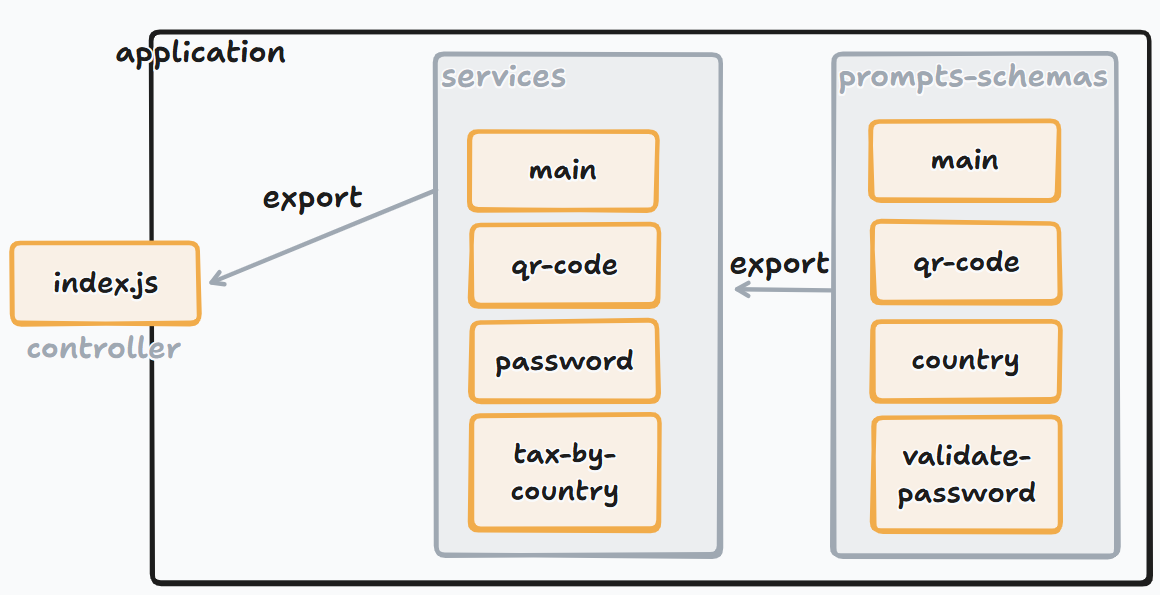 application
services
main
qr-code
password
tax-by-
country
prompts-schemas
main
qr-code
country
validate-
password
export
export
index.js
controller